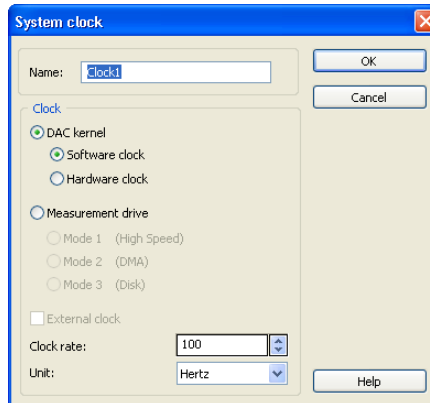 System clock
Name: Clock1
OK
Cancel
Clock
DAC kernel
Software clock
Hardware clock
Measurement drive
Mode 1 (High Speed)
Mode 2 (DMA)
Mode 3 (Disk)
External clock
Clock rate: 100
Unit: Hertz
Help